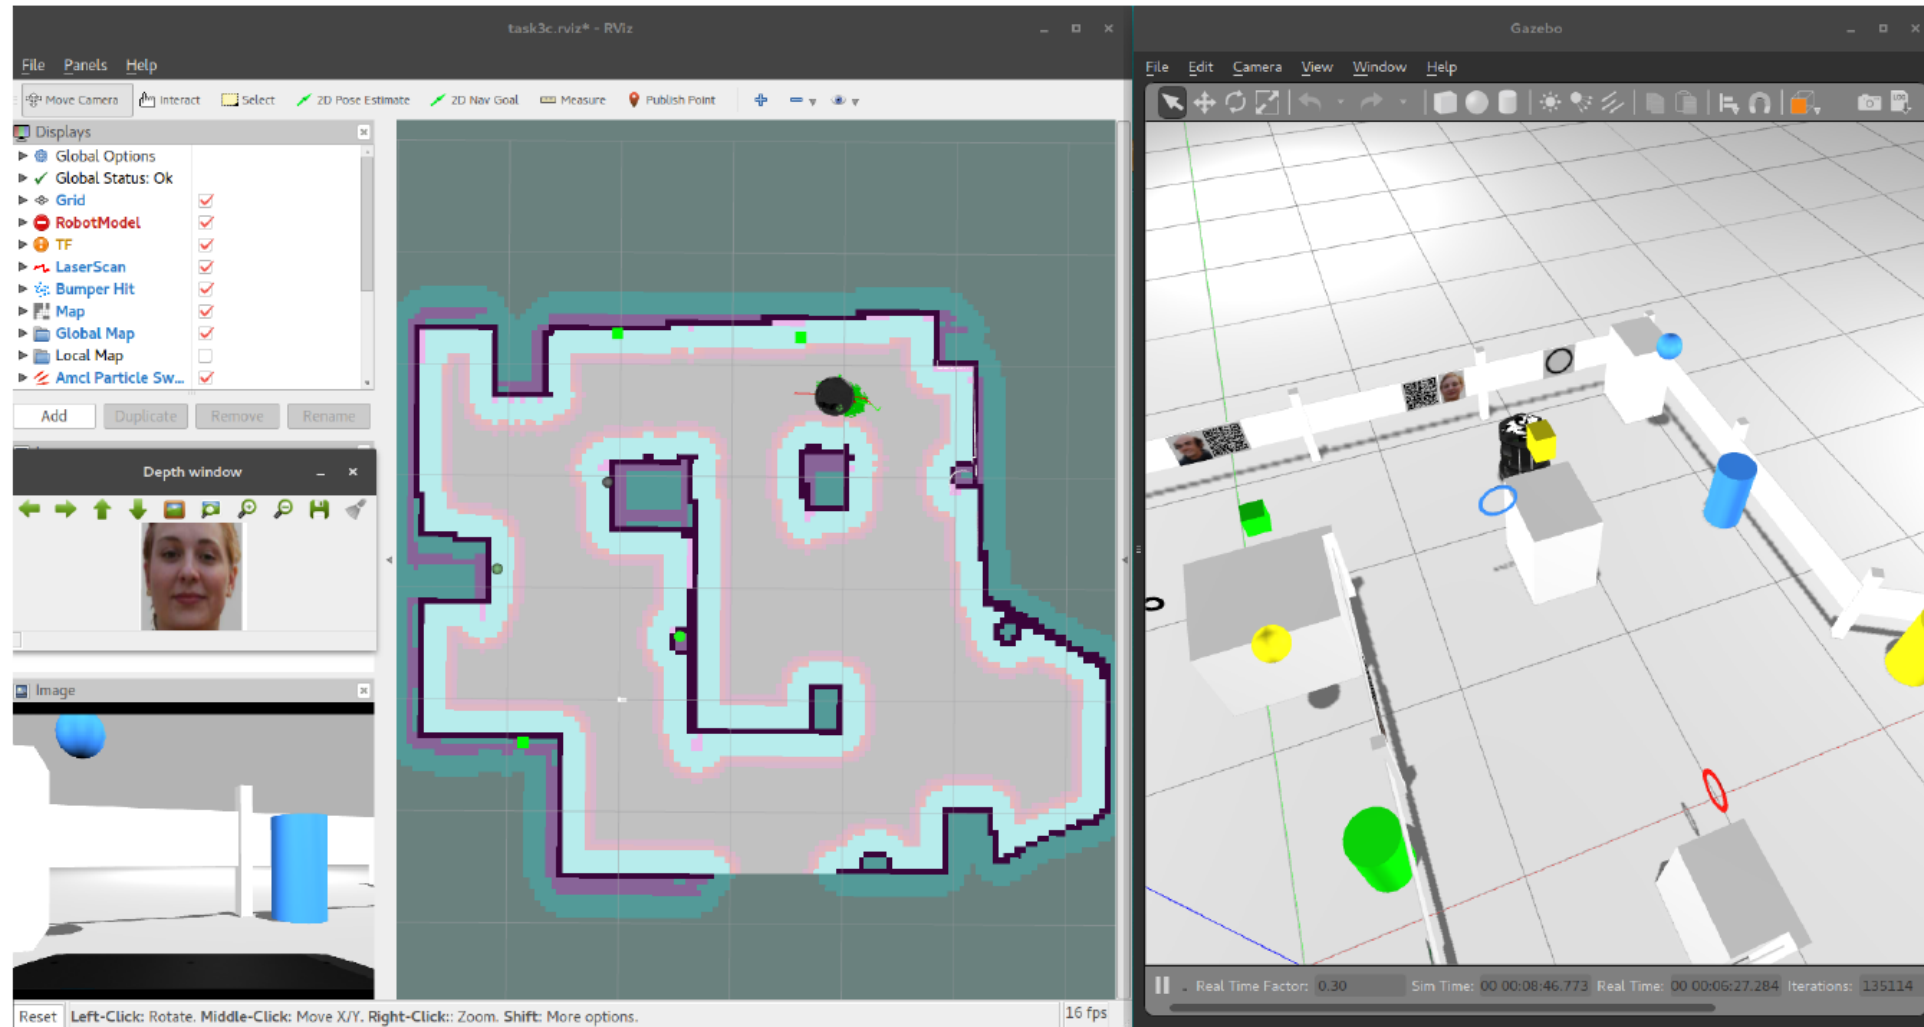 task3c.rviz* - RViz
File Panels Help
Move Camera Interact Select 2D Pose Estimate 2D Nav Goal Measure Publish Point
Displays
Global Options
Global Status: Ok
Grid
RobotModel
TF
LaserScan
Bumper Hit
Map
Global Map
Local Map
Amcl Particle Sw...
Add Duplicate Remove Rename
Depth window
Image
Reset Left-Click: Rotate. Middle-Click: Move X/Y. Right-Click:: Zoom. Shift: More options. 16 fps
Gazebo
File Edit Camera View Window Help
LOG
Real Time Factor: 0.30 Sim Time: 00 00:08:46.773 Real Time: 00 00:06:27.284 Iterations: 135114